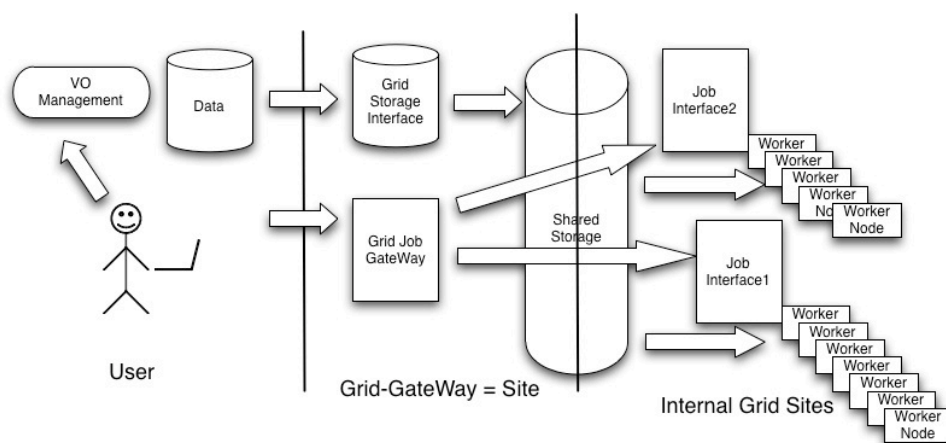 VO
Management
Data
Grid
Storage
Interface
Job
Interface2
Worker
Worker
Worker
Worker
Worker
Node
Grid Job
GateWay
Shared
Storage
Job
Interface1
Worker
Worker
Worker
Worker
Worker
Worker
Worker
Node
User
Grid-GateWay = Site
Internal Grid Sites